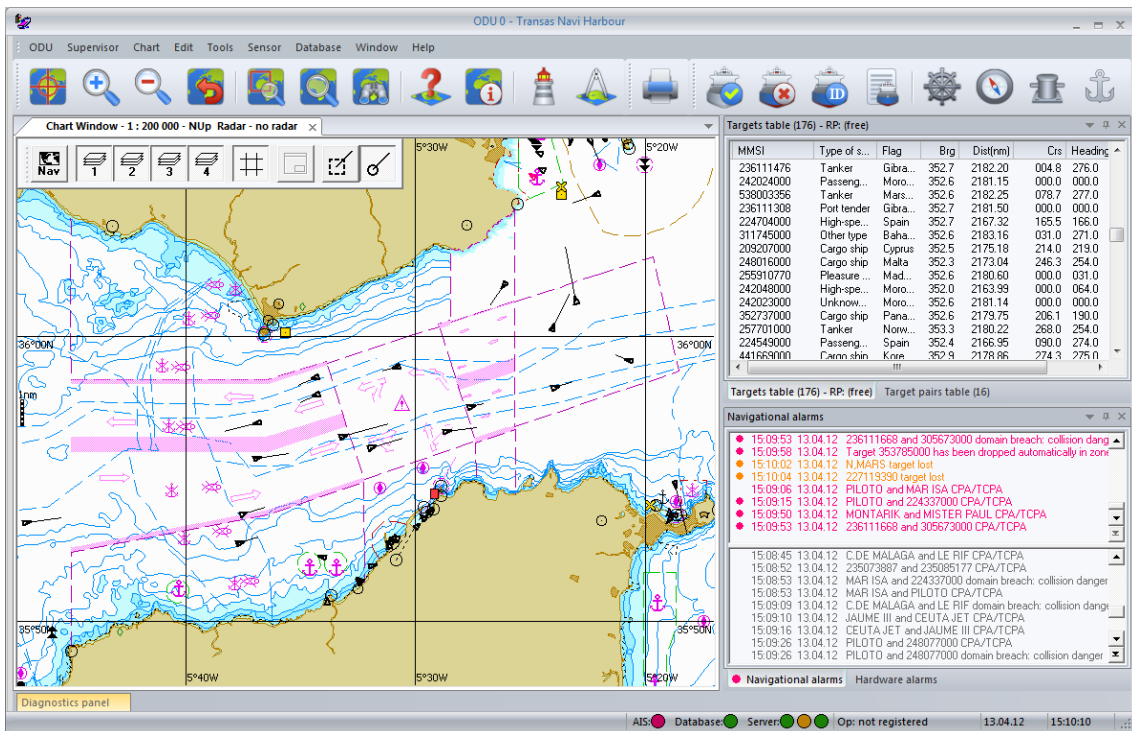 ODU 0 - Transas Navi Harbour
ODU Supervisor Chart Edit Tools Sensor Database Window Help
ID
Chart Window - 1 : 200 000 - NUp Radar - no radar
Nav 1 2 3 4
5°30'W 5°20'W
36°00N 36°00N
1nm
35°50N 35°50N
5°40W 5°30W 5°20W
Targets table (176) - RP: (free)
MMSI Type of s... Flag Brg Dist(nm) Crs Heading
236111476 Tanker Gibra... 352.7 2182.20 004.8 276.0
242024000 Passeng... Moro... 352.6 2181.15 000.0 000.0
538003356 Tanker Mars... 352.6 2182.25 078.7 277.0
236111308 Port tender Gibra... 352.7 2181.50 000.0 000.0
224704000 High-spe... Spain 352.7 2167.32 165.5 166.0
311745000 Other type Baha... 352.6 2183.16 031.0 271.0
209207000 Cargo ship Cyprus 352.5 2175.18 214.0 219.0
248016000 Cargo ship Malta 352.3 2173.04 246.3 254.0
255910770 Pleasure ... Mad... 352.6 2180.60 000.0 031.0
242048000 High-spe... Moro... 352.0 2163.99 000.0 064.0
242023000 Unknow... Moro... 352.6 2181.14 000.0 000.0
352737000 Cargo ship Pana... 352.6 2179.75 206.1 190.0
257701000 Tanker Norw... 353.3 2180.22 268.0 254.0
224549000 Passeng... Spain 352.4 2166.95 090.0 274.0
441669000 Cargo ship Kore 352.9 2178.86 274.3 275.0
Targets table (176) - RP: (free) Target pairs table (16)
Navigational alarms
15:09:53 13.04.12 236111668 and 305673000 domain breach: collision dang
15:09:58 13.04.12 Target 353785000 has been dropped automatically in zone
15:10:02 13.04.12 N,MARS target lost
15:10:04 13.04.12 227119390 target lost
15:09:06 13.04.12 PILOTO and MAR ISA CPA/TCPA
15:09:15 13.04.12 PILOTO and 224337000 CPA/TCPA
15:09:50 13.04.12 MONTARIK and MISTER PAUL CPA/TCPA
15:09:53 13.04.12 236111668 and 305673000 CPA/TCPA
15:08:45 13.04.12 C.DE MALAGA and LE RIF CPA/TCPA
15:08:52 13.04.12 235073887 and 235085177 CPA/TCPA
15:08:53 13.04.12 MAR ISA and 224337000 domain breach: collision danger
15:08:53 13.04.12 MAR ISA and PILOTO CPA/TCPA
15:09:09 13.04.12 C.DE MALAGA and LE RIF domain breach: collision dange
15:09:10 13.04.12 JAUME III and CEUTA JET CPA/TCPA
15:09:16 13.04.12 CEUTA JET and JAUME III CPA/TCPA
15:09:26 13.04.12 PILOTO and 248077000 CPA/TCPA
15:09:26 13.04.12 PILOTO and 248077000 domain breach: collision danger
Navigational alarms Hardware alarms
Diagnostics panel
AIS: Database: Server: Op: not registered 13.04.12 15:10:10